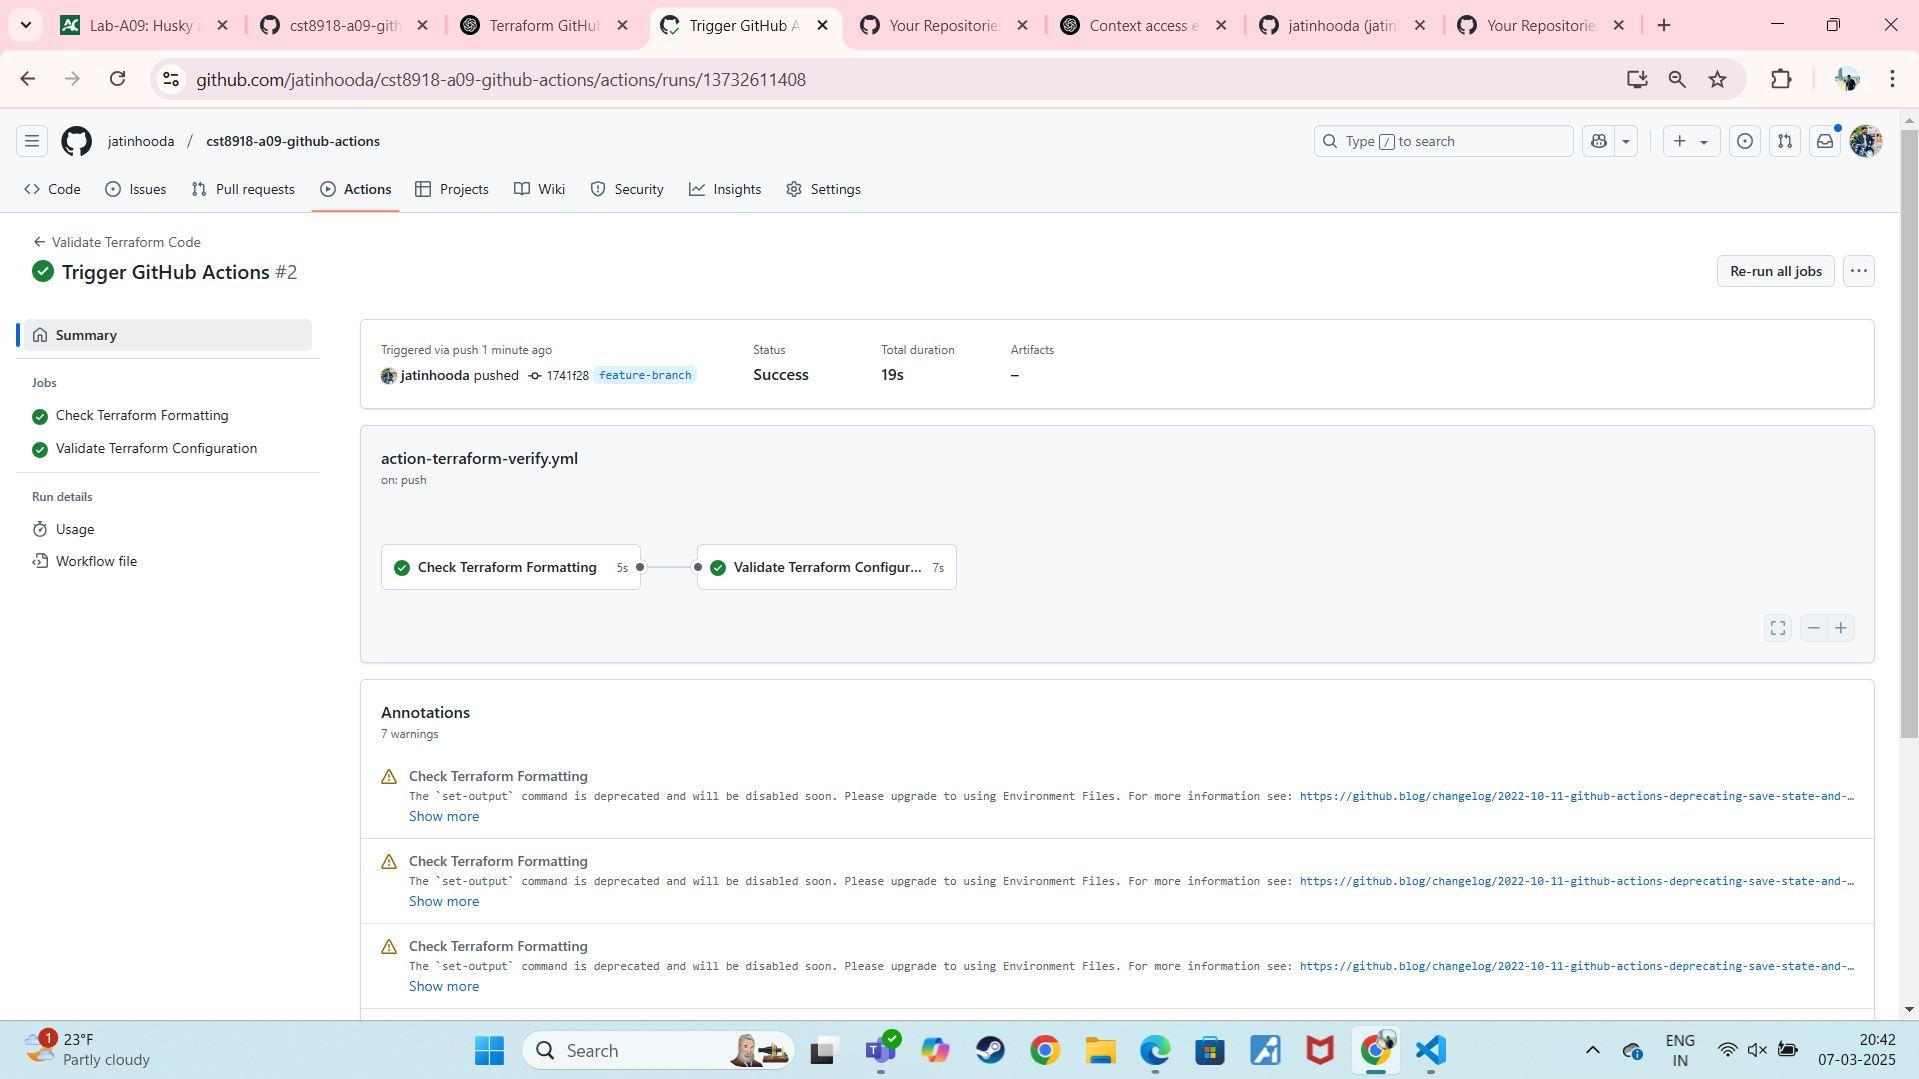 Lab-A09: Husky a
cst8918-a09-gith
Terraform GitHub
Trigger GitHub A
Your Repositories
Context access e
jatinhooda (jatinh
Your Repositories
github.com/jatinhooda/cst8918-a09-github-actions/actions/runs/13732611408
jatinhooda / cst8918-a09-github-actions
Type / to search
Code
Issues
Pull requests
Actions
Projects
Wiki
Security
Insights
Settings
Validate Terraform Code
Trigger GitHub Actions #2
Re-run all jobs
Summary
Jobs
Check Terraform Formatting
Validate Terraform Configuration
Run details
Usage
Workflow file
Triggered via push 1 minute ago
jatinhooda pushed 1741f28 feature-branch
Status
Success
Total duration
19s
Artifacts
–
action-terraform-verify.yml
on: push
Check Terraform Formatting 5s
Validate Terraform Configur... 7s
Annotations
7 warnings
Check Terraform Formatting
The `set-output` command is deprecated and will be disabled soon. Please upgrade to using Environment Files. For more information see: https://github.blog/changelog/2022-10-11-github-actions-deprecating-save-state-and-…
Show more
Check Terraform Formatting
The `set-output` command is deprecated and will be disabled soon. Please upgrade to using Environment Files. For more information see: https://github.blog/changelog/2022-10-11-github-actions-deprecating-save-state-and-…
Show more
Check Terraform Formatting
The `set-output` command is deprecated and will be disabled soon. Please upgrade to using Environment Files. For more information see: https://github.blog/changelog/2022-10-11-github-actions-deprecating-save-state-and-…
Show more
1
23°F
Partly cloudy
Search
ENG
IN
20:42
07-03-2025